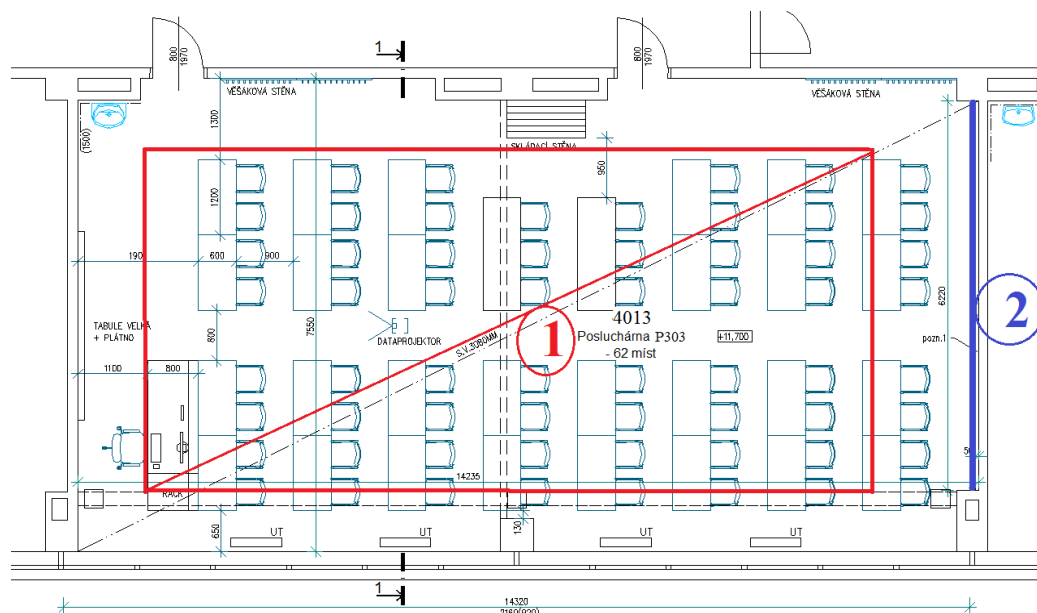 800
1970
1
800
1970
VĚŠÁKOVÁ STĚNA
VĚŠÁKOVÁ STĚNA
(1500)
1300
SKLÁDACÍ STĚNA
950
1200
190
600
900
6220
2
4013
1
Posluchárna P303
- 62 míst
+11,700
TABULE VELKÁ
+ PLÁTNO
800
7550
DATAPROJEKTOR
S.V.3080MM
pozn.1
1100
800
14235
RACK
650
130
UT
UT
UT
UT
1
14320
7160(920)